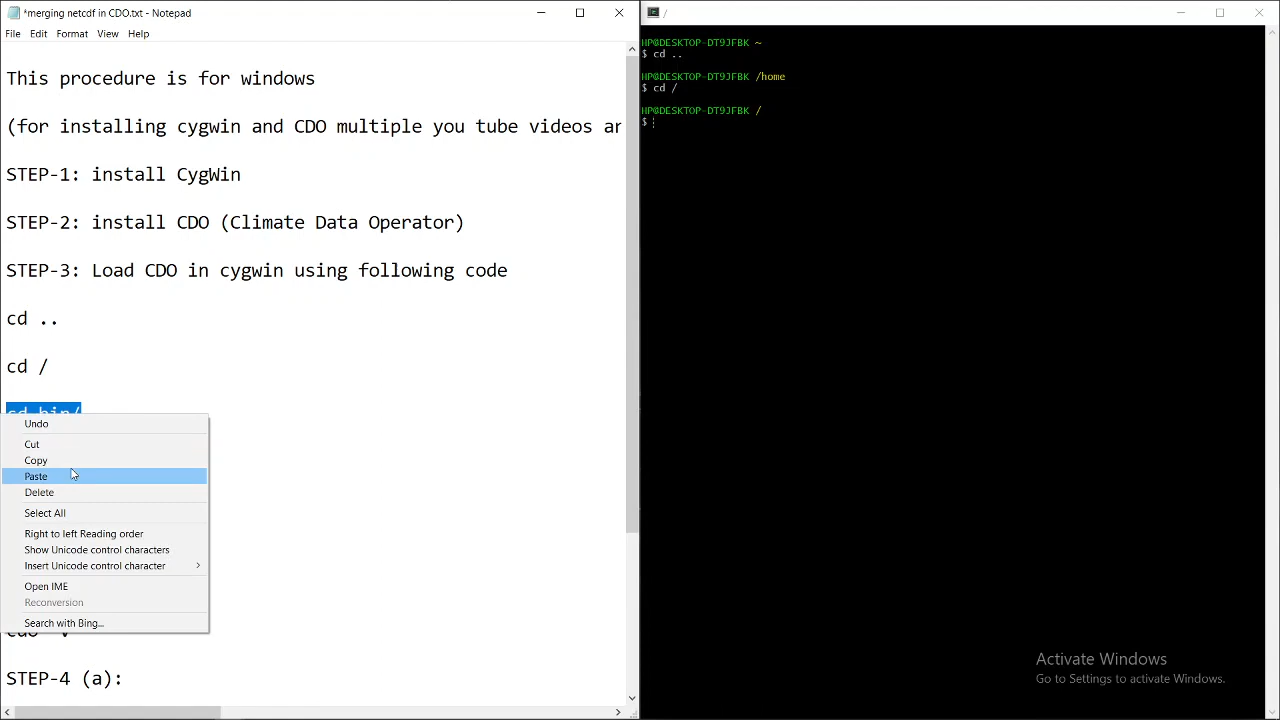 *merging netcdf in CDO.txt - Notepad
File Edit Format View Help
This procedure is for windows
(for installing cygwin and CDO multiple you tube videos ar
STEP-1: install CygWin
STEP-2: install CDO (Climate Data Operator)
STEP-3: Load CDO in cygwin using following code
cd ..
cd /
cd bin/
Undo
Cut
Copy
Paste
Delete
Select All
Right to left Reading order
Show Unicode control characters
Insert Unicode control character
Open IME
Reconversion
Search with Bing...
STEP-4 (a):
/
HP@DESKTOP-DT9JFBK ~
$ cd ..
HP@DESKTOP-DT9JFBK /home
$ cd /
HP@DESKTOP-DT9JFBK /
$
Activate Windows
Go to Settings to activate Windows.